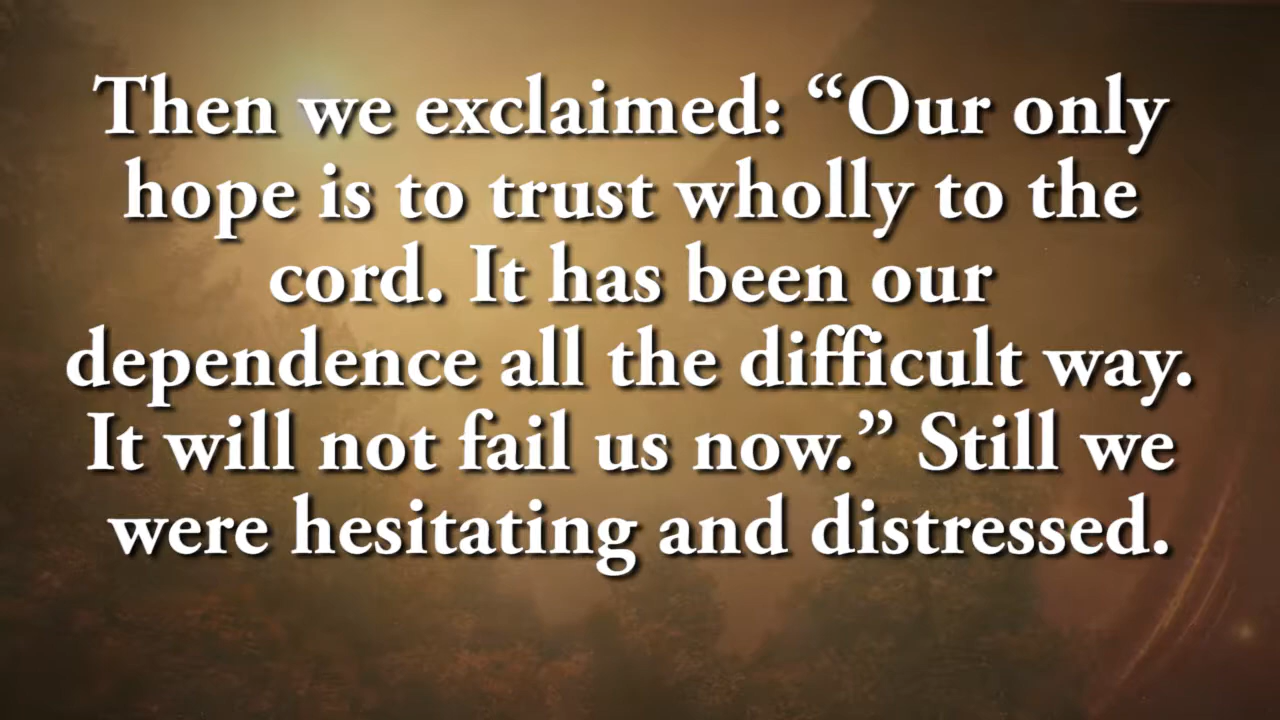 Then we exclaimed: “Our only
hope is to trust wholly to the
cord. It has been our
dependence all the difficult way.
It will not fail us now.” Still we
were hesitating and distressed.